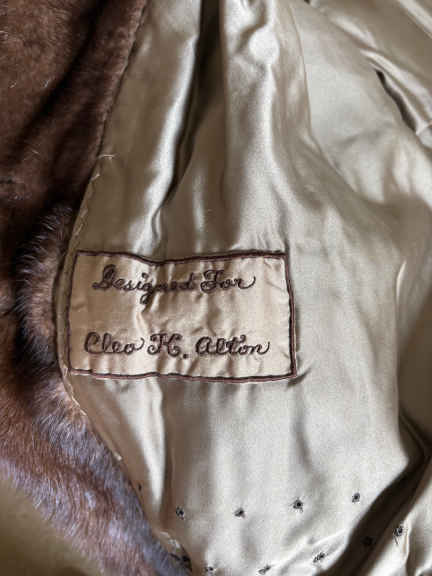 Designed For
Cleo H. Alton